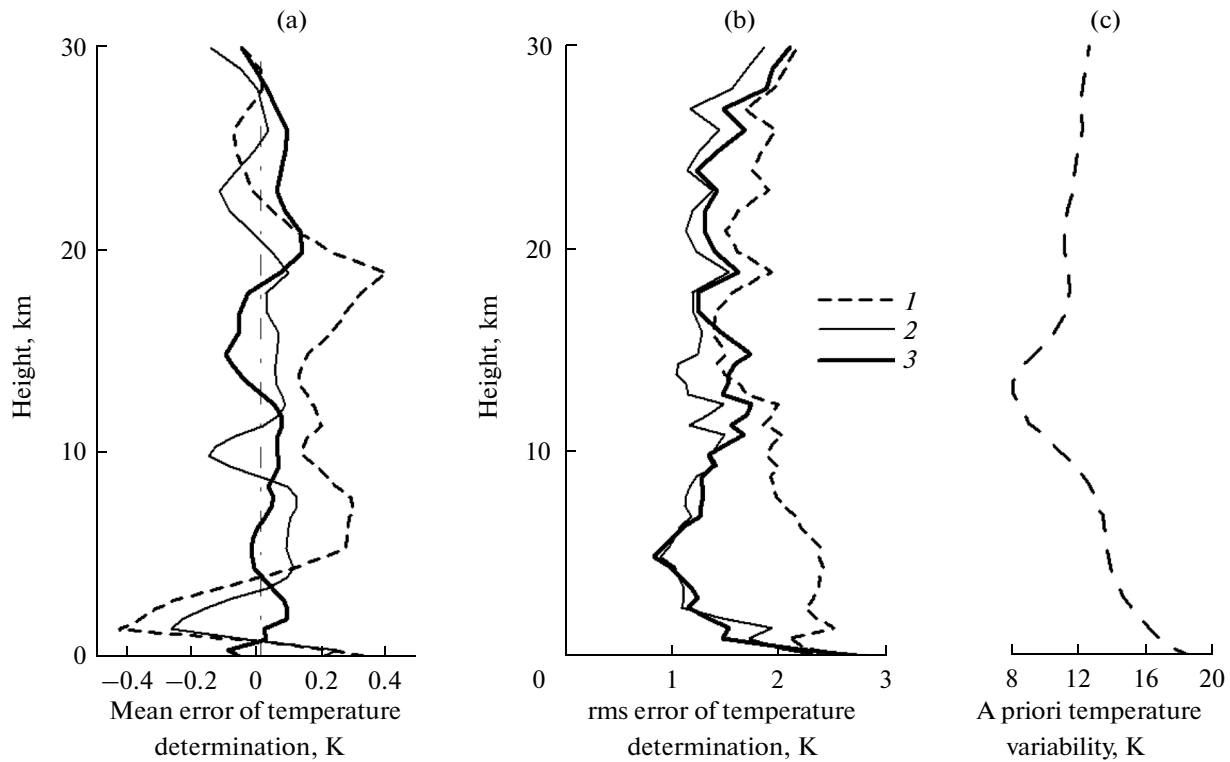 (a)
30
20
10
0
Height, km
−0.4 −0.2 0 0.2 0.4
Mean error of temperature
determination, K
(b)
30
20
10
0
Height, km
1 2 3
rms error of temperature
determination, K
1
2
3
(c)
8 12 16 20
A priori temperature
variability, K